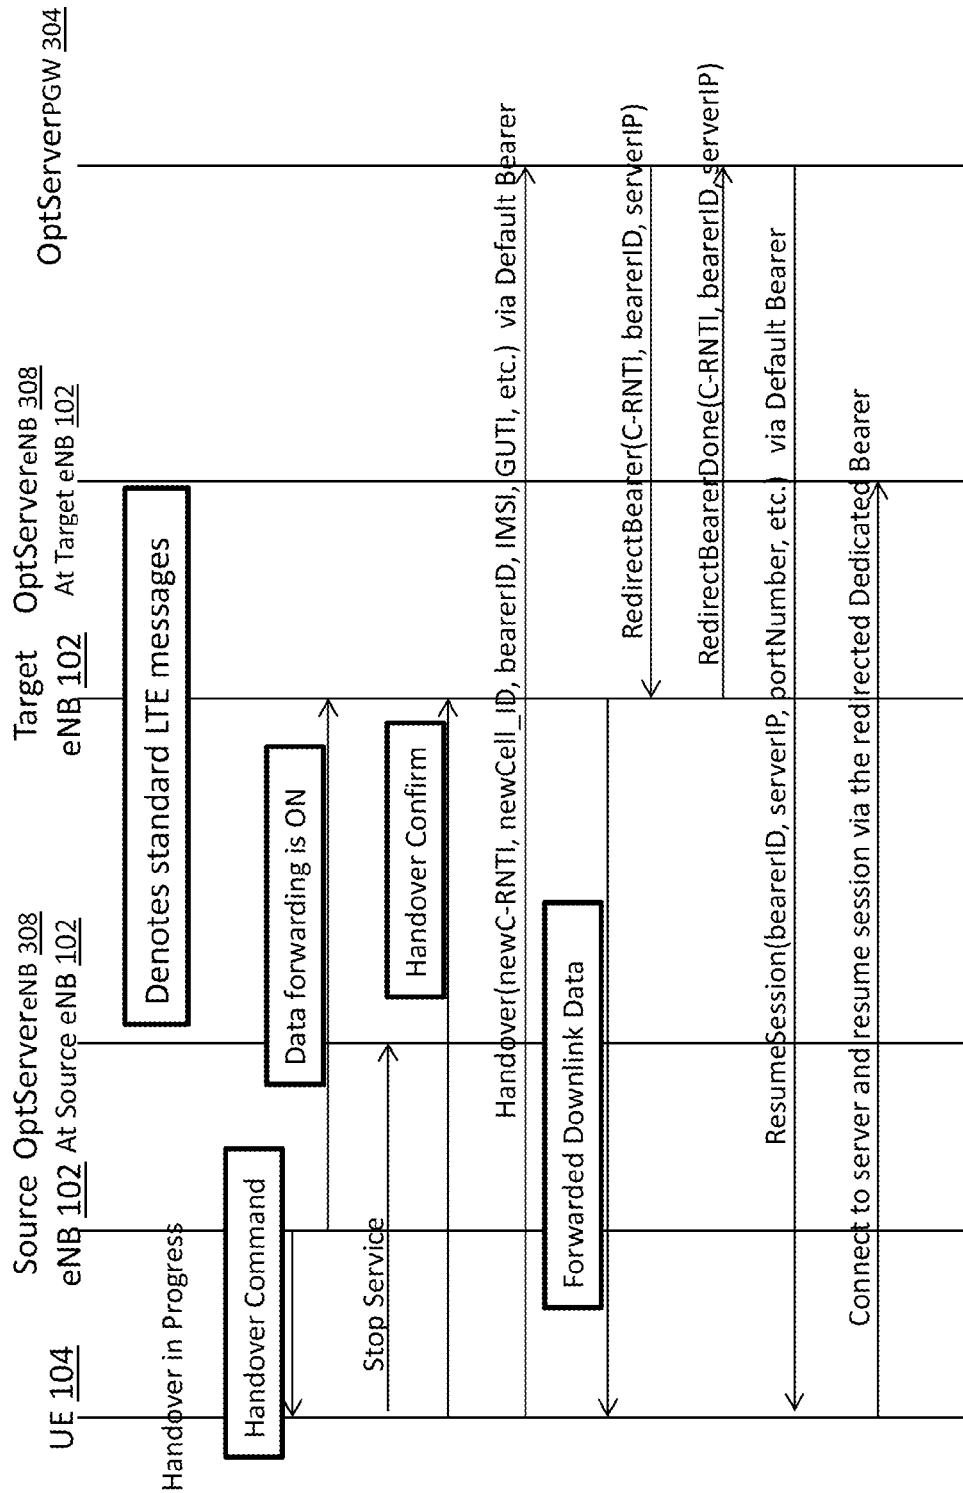 UE 104
Source
eNB 102
OptServereNB 308
At Source eNB 102
Target
eNB 102
OptServereNB 308
At Target eNB 102
OptServerPGW 304
Denotes standard LTE messages
Handover in Progress
Handover Command
Data forwarding is ON
Stop Service
Handover Confirm
Handover(newC-RNTI, newCell_ID, bearerID, IMSI, GUTI, etc.) via Default Bearer
Forwarded Downlink Data
RedirectBearer(C-RNTI, bearerID, serverIP)
RedirectBearerDone(C-RNTI, bearerID, serverIP)
ResumeSession(bearerID, serverIP, portNumber, etc.) via Default Bearer
Connect to server and resume session via the redirected Dedicated Bearer